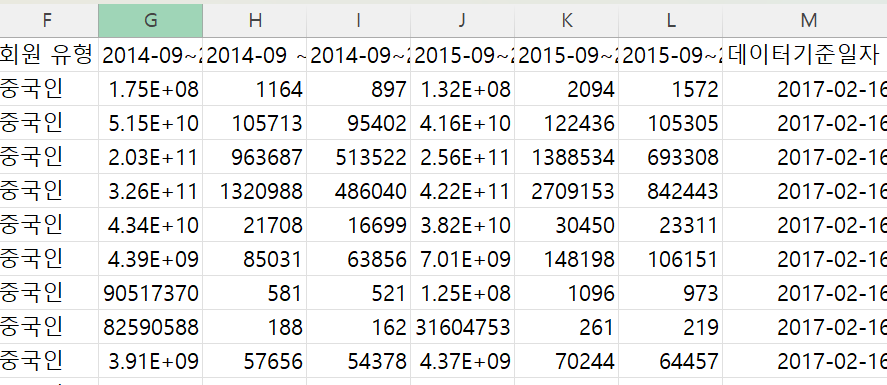 F G H I J K L M
회원 유형 2014-09~2 2014-09 ~ 2014-09~2 2015-09~2 2015-09~2 2015-09~2 데이터기준일자
중국인 1.75E+08 1164 897 1.32E+08 2094 1572 2017-02-16
중국인 5.15E+10 105713 95402 4.16E+10 122436 105305 2017-02-16
중국인 2.03E+11 963687 513522 2.56E+11 1388534 693308 2017-02-16
중국인 3.26E+11 1320988 486040 4.22E+11 2709153 842443 2017-02-16
중국인 4.34E+10 21708 16699 3.82E+10 30450 23311 2017-02-16
중국인 4.39E+09 85031 63856 7.01E+09 148198 106151 2017-02-16
중국인 90517370 581 521 1.25E+08 1096 973 2017-02-16
중국인 82590588 188 162 31604753 261 219 2017-02-16
중국인 3.91E+09 57656 54378 4.37E+09 70244 64457 2017-02-16